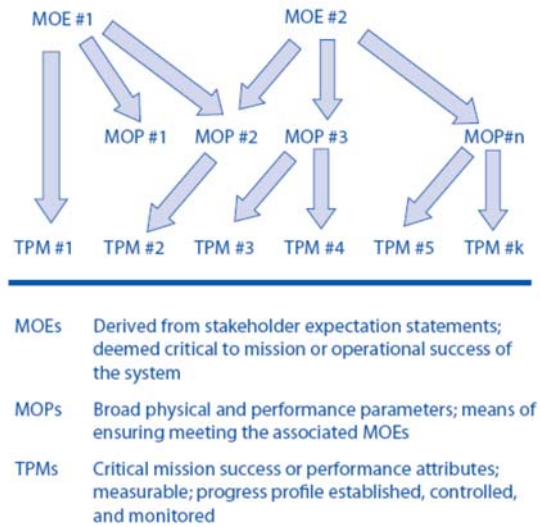 MOE #1 MOE #2
MOP #1 MOP #2 MOP #3 MOP#n
TPM #1 TPM #2 TPM #3 TPM #4 TPM #5 TPM #k
MOEs Derived from stakeholder expectation statements;
deemed critical to mission or operational success of
the system
MOPs Broad physical and performance parameters; means of
ensuring meeting the associated MOEs
TPMs Critical mission success or performance attributes;
measurable; progress profile established, controlled,
and monitored